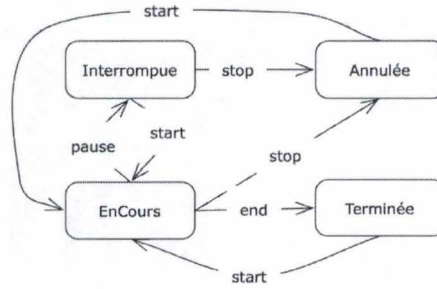 start
Interrompue
stop
Annulée
start
pause
stop
EnCours
end
Terminée
start